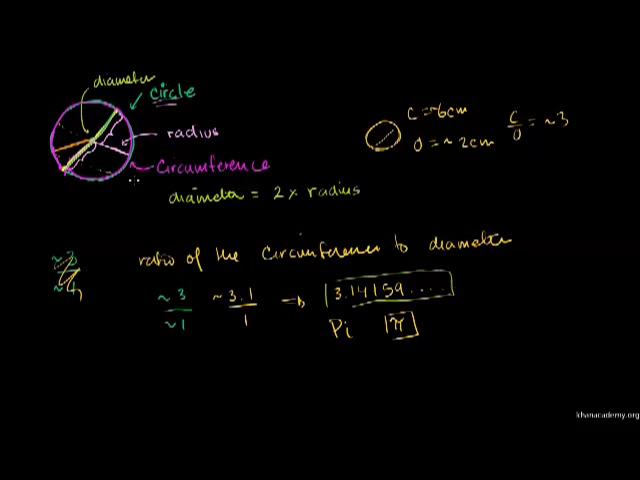 diameter
circle
radius
Circumference
diameter = 2 x radius
C = ~6cm
D = ~2cm
C/D = ~3
ratio of the Circumference to diameter
~3/~1
~3.1/1 → 3.14159....
Pi π
khanacademy.org